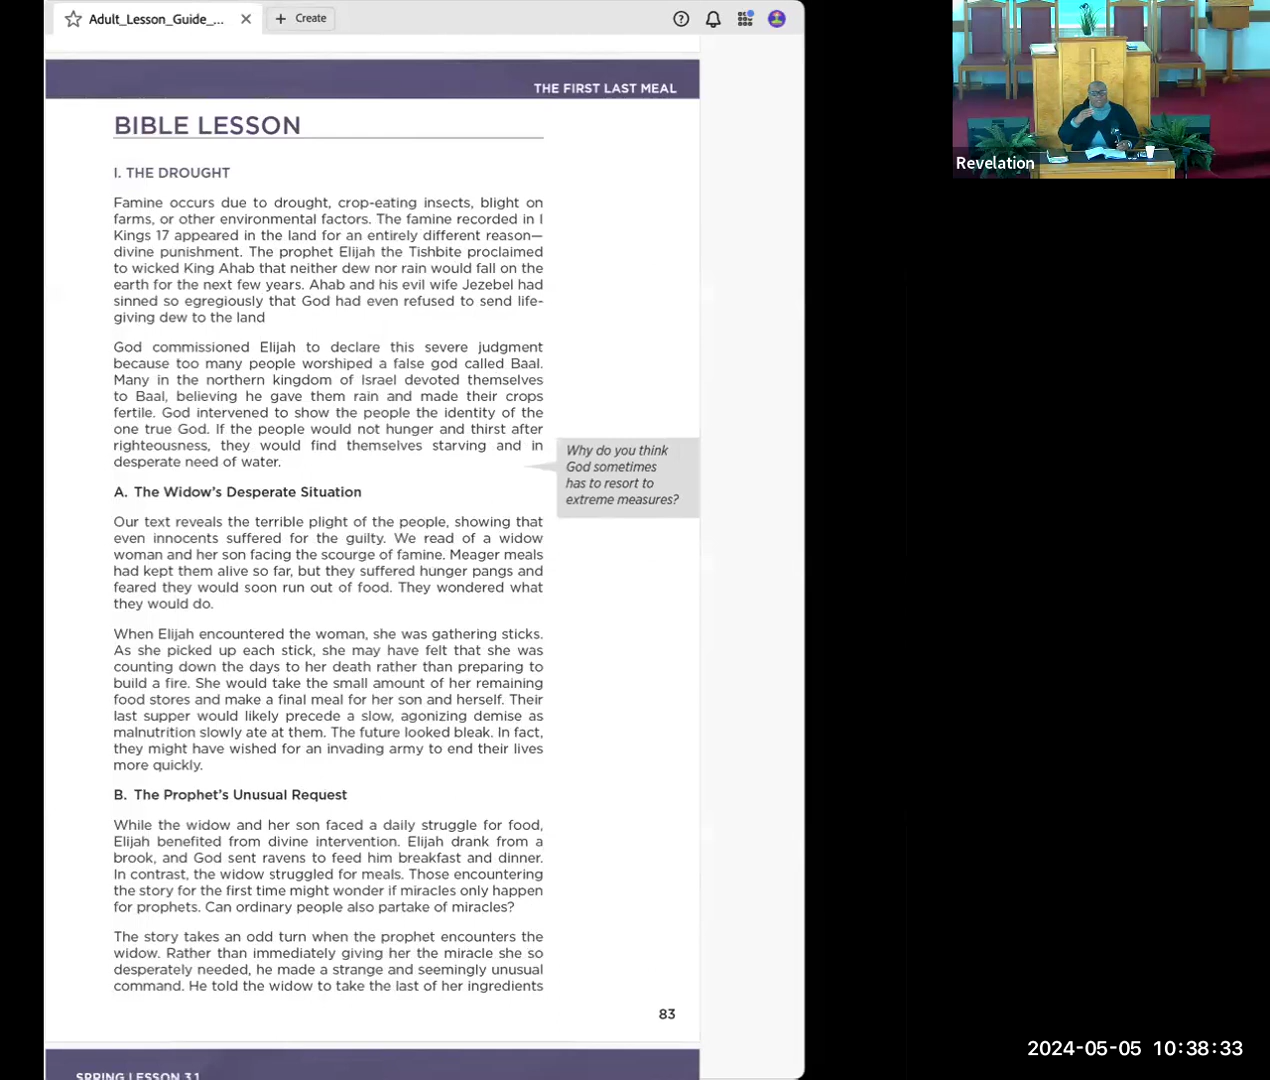 Adult_Lesson_Guide_...
Create
THE FIRST LAST MEAL
BIBLE LESSON
I. THE DROUGHT
Famine occurs due to drought, crop-eating insects, blight on
farms, or other environmental factors. The famine recorded in I
Kings 17 appeared in the land for an entirely different reason—
divine punishment. The prophet Elijah the Tishbite proclaimed
to wicked King Ahab that neither dew nor rain would fall on the
earth for the next few years. Ahab and his evil wife Jezebel had
sinned so egregiously that God had even refused to send life-
giving dew to the land
God commissioned Elijah to declare this severe judgment
because too many people worshiped a false god called Baal.
Many in the northern kingdom of Israel devoted themselves
to Baal, believing he gave them rain and made their crops
fertile. God intervened to show the people the identity of the
one true God. If the people would not hunger and thirst after
righteousness, they would find themselves starving and in
desperate need of water.
Why do you think
God sometimes
has to resort to
extreme measures?
A. The Widow's Desperate Situation
Our text reveals the terrible plight of the people, showing that
even innocents suffered for the guilty. We read of a widow
woman and her son facing the scourge of famine. Meager meals
had kept them alive so far, but they suffered hunger pangs and
feared they would soon run out of food. They wondered what
they would do.
When Elijah encountered the woman, she was gathering sticks.
As she picked up each stick, she may have felt that she was
counting down the days to her death rather than preparing to
build a fire. She would take the small amount of her remaining
food stores and make a final meal for her son and herself. Their
last supper would likely precede a slow, agonizing demise as
malnutrition slowly ate at them. The future looked bleak. In fact,
they might have wished for an invading army to end their lives
more quickly.
B. The Prophet's Unusual Request
While the widow and her son faced a daily struggle for food,
Elijah benefited from divine intervention. Elijah drank from a
brook, and God sent ravens to feed him breakfast and dinner.
In contrast, the widow struggled for meals. Those encountering
the story for the first time might wonder if miracles only happen
for prophets. Can ordinary people also partake of miracles?
The story takes an odd turn when the prophet encounters the
widow. Rather than immediately giving her the miracle she so
desperately needed, he made a strange and seemingly unusual
command. He told the widow to take the last of her ingredients
83
SPRING LESSON 3.1
Revelation
2024-05-05 10:38:33